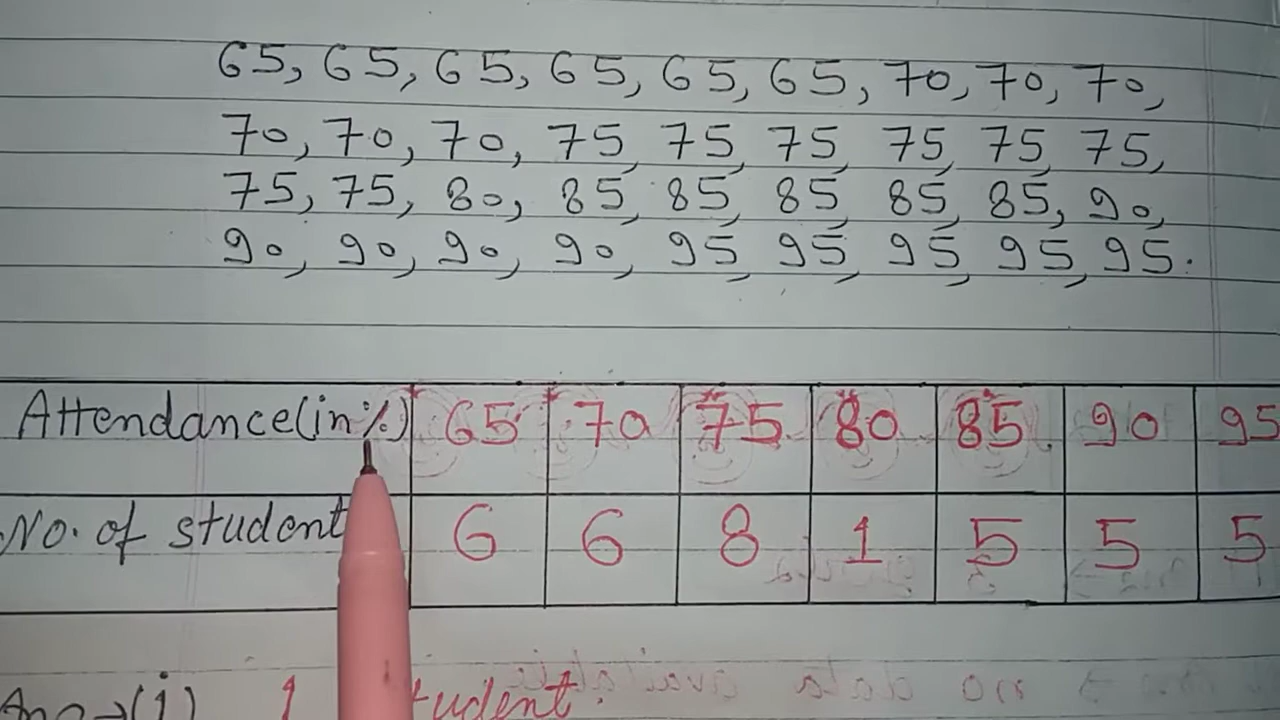 65, 65, 65, 65, 65, 65, 70, 70, 70,
70, 70, 70, 75, 75, 75, 75, 75, 75,
75, 75, 80, 85, 85, 85, 85, 85, 90,
90, 90, 90, 90, 95, 95, 95, 95, 95.
Attendance(in%) 65 70 75 80 85 90 95
No. of student 6 6 8 1 5 5 5
Ans→(i) 1 student.